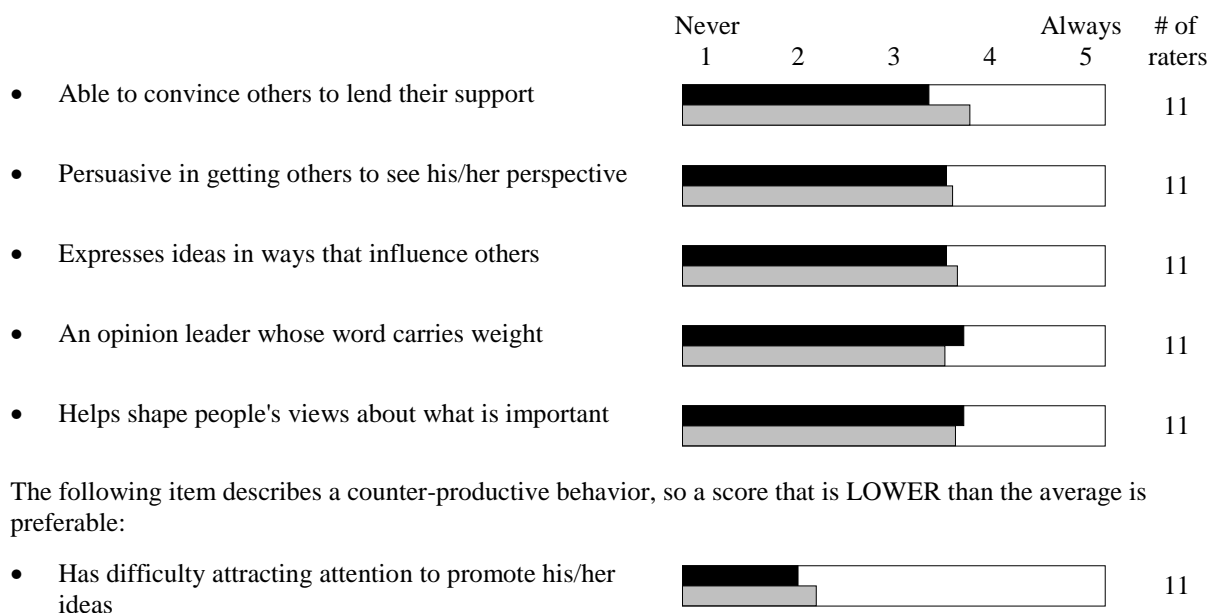 Never Always # of
1 2 3 4 5 raters
• Able to convince others to lend their support 11
• Persuasive in getting others to see his/her perspective 11
• Expresses ideas in ways that influence others 11
• An opinion leader whose word carries weight 11
• Helps shape people's views about what is important 11
The following item describes a counter-productive behavior, so a score that is LOWER than the average is
preferable:
• Has difficulty attracting attention to promote his/her 11
ideas